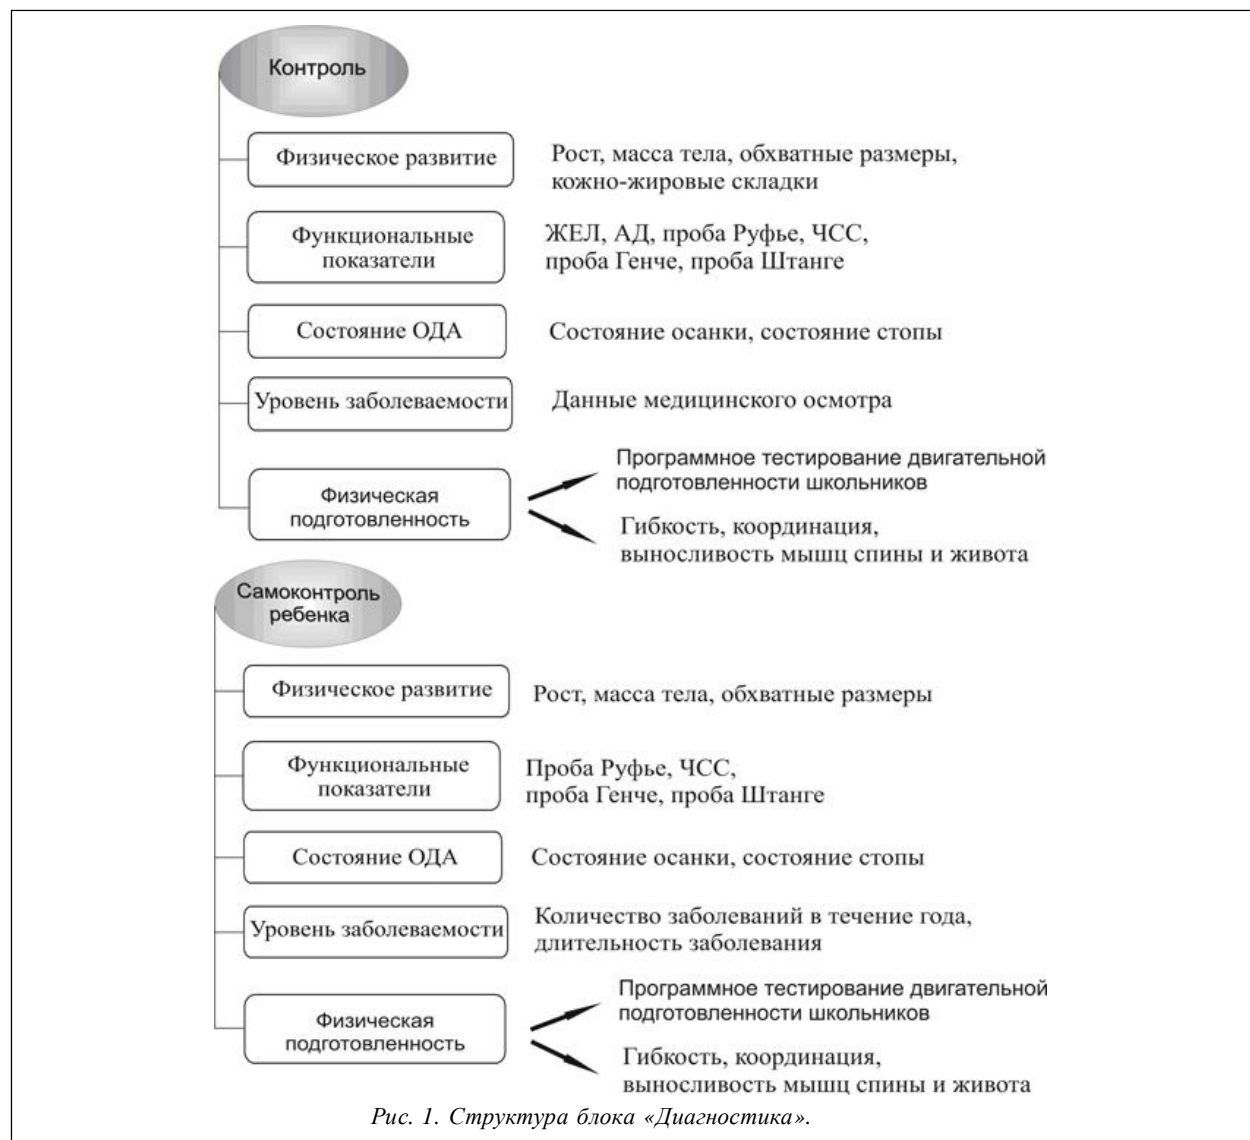 Контроль
Физическое развитие
Рост, масса тела, обхватные размеры,
кожно-жировые складки
Функциональные
показатели
ЖЕЛ, АД, проба Руфье, ЧСС,
проба Генче, проба Штанге
Состояние ОДА
Состояние осанки, состояние стопы
Уровень заболеваемости
Данные медицинского осмотра
Физическая
подготовленность
Программное тестирование двигательной
подготовленности школьников
Гибкость, координация,
выносливость мышц спины и живота
Самоконтроль
ребенка
Физическое развитие
Рост, масса тела, обхватные размеры
Функциональные
показатели
Проба Руфье, ЧСС,
проба Генче, проба Штанге
Состояние ОДА
Состояние осанки, состояние стопы
Уровень заболеваемости
Количество заболеваний в течение года,
длительность заболевания
Физическая
подготовленность
Программное тестирование двигательной
подготовленности школьников
Гибкость, координация,
выносливость мышц спины и живота
Рис. 1. Структура блока «Диагностика».